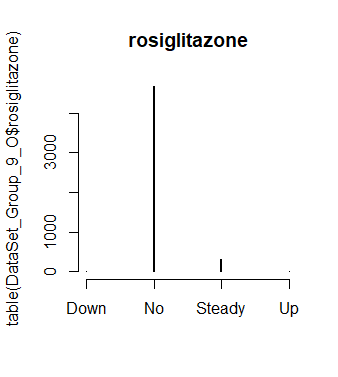 rosiglitazone
table(DataSet_Group_9_O$rosiglitazone)
3000
1000
0
Down No Steady Up